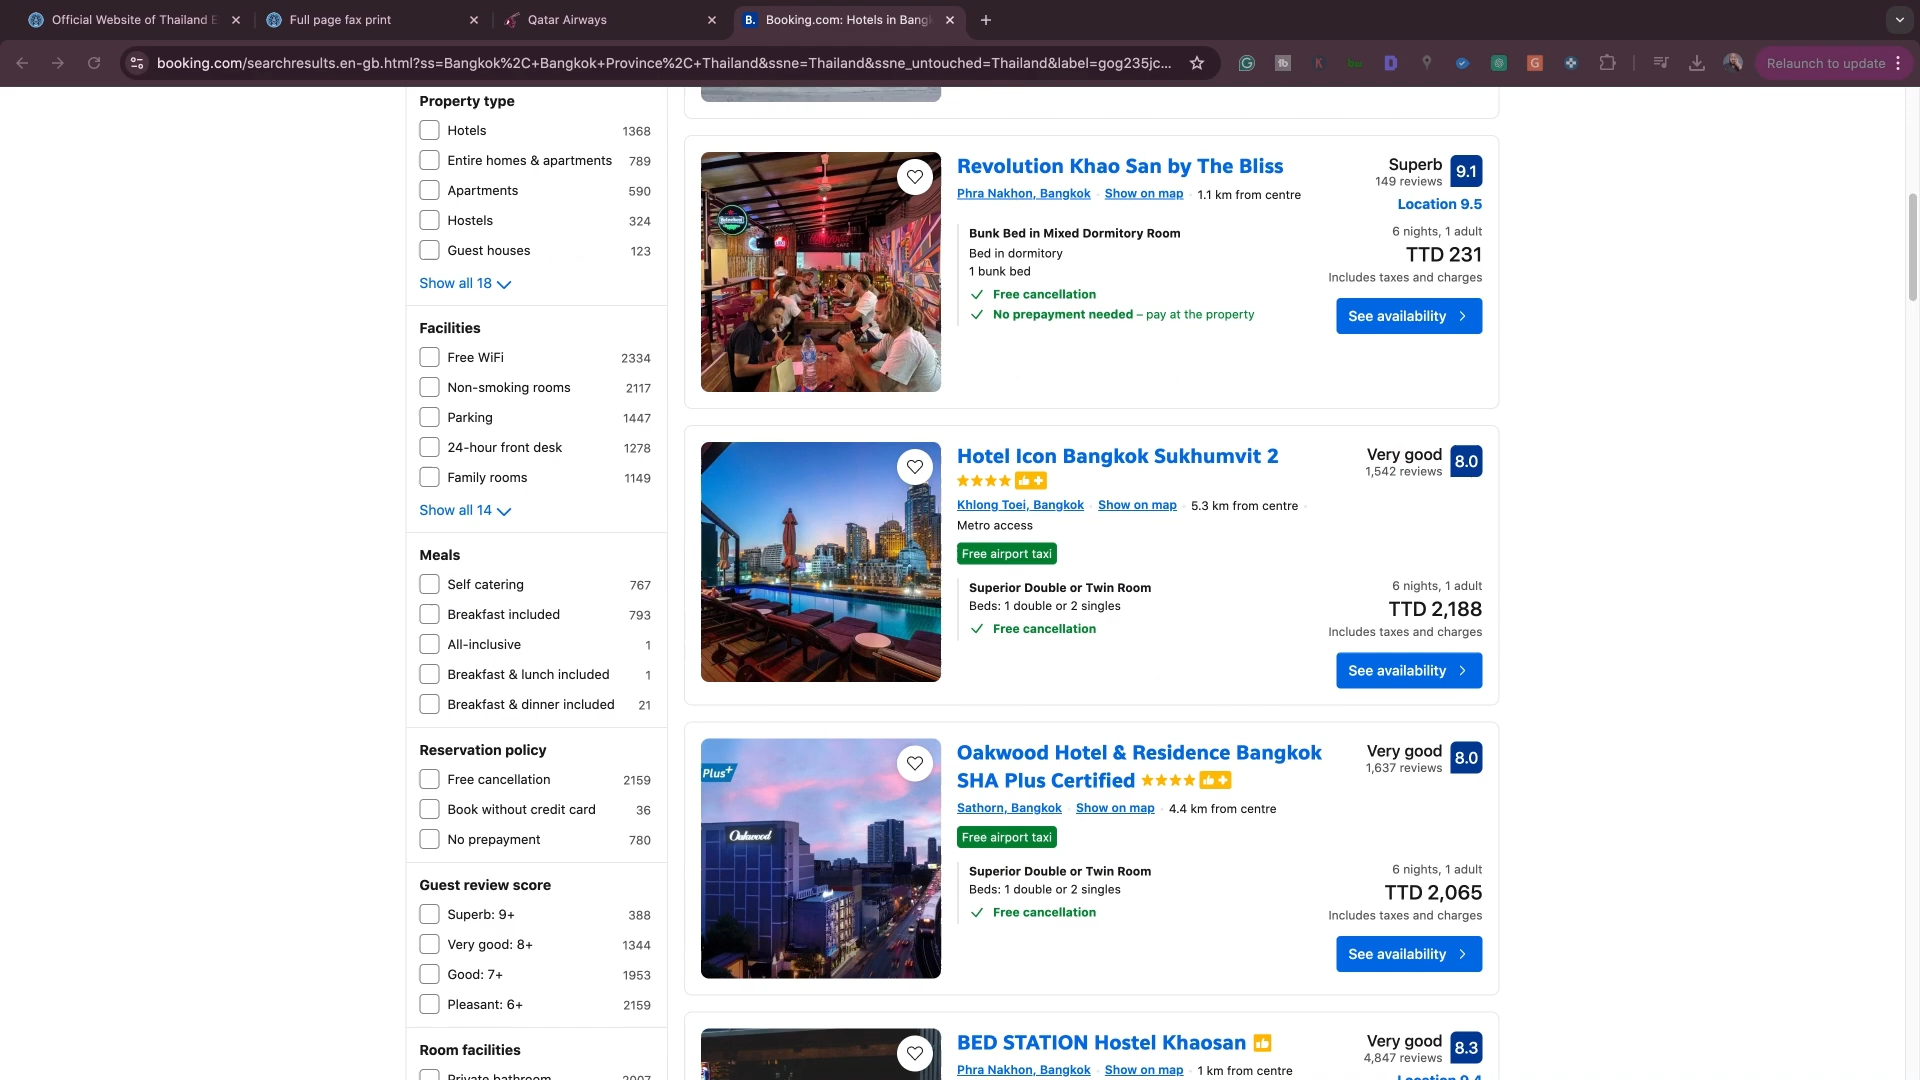 Official Website of Thailand E
Full page fax print
Qatar Airways
B. Booking.com: Hotels in Bangk
booking.com/searchresults.en-gb.html?ss=Bangkok%2C+Bangkok+Province%2C+Thailand&ssne=Thailand&ssne_untouched=Thailand&label=gog235jc...
Relaunch to update
Property type
Hotels 1368
Entire homes & apartments 789
Apartments 590
Hostels 324
Guest houses 123
Show all 18
Facilities
Free WiFi 2334
Non-smoking rooms 2117
Parking 1447
24-hour front desk 1278
Family rooms 1149
Show all 14
Meals
Self catering 767
Breakfast included 793
All-inclusive 1
Breakfast & lunch included 1
Breakfast & dinner included 21
Reservation policy
Free cancellation 2159
Book without credit card 36
No prepayment 780
Guest review score
Superb: 9+ 388
Very good: 8+ 1344
Good: 7+ 1953
Pleasant: 6+ 2159
Room facilities
Private bathroom 2007
Revolution Khao San by The Bliss
Phra Nakhon, Bangkok Show on map 1.1 km from centre
Superb 9.1
149 reviews
Location 9.5
Bunk Bed in Mixed Dormitory Room
Bed in dormitory
1 bunk bed
Free cancellation
No prepayment needed – pay at the property
6 nights, 1 adult
TTD 231
Includes taxes and charges
See availability
Hotel Icon Bangkok Sukhumvit 2
Khlong Toei, Bangkok Show on map 5.3 km from centre
Metro access
Free airport taxi
Very good 8.0
1,542 reviews
Superior Double or Twin Room
Beds: 1 double or 2 singles
Free cancellation
6 nights, 1 adult
TTD 2,188
Includes taxes and charges
See availability
Plus+
Oakwood
Oakwood Hotel & Residence Bangkok
SHA Plus Certified
Sathorn, Bangkok Show on map 4.4 km from centre
Free airport taxi
Very good 8.0
1,637 reviews
Superior Double or Twin Room
Beds: 1 double or 2 singles
Free cancellation
6 nights, 1 adult
TTD 2,065
Includes taxes and charges
See availability
BED STATION Hostel Khaosan
Phra Nakhon, Bangkok Show on map 1 km from centre
Very good 8.3
4,847 reviews
Location 9.4